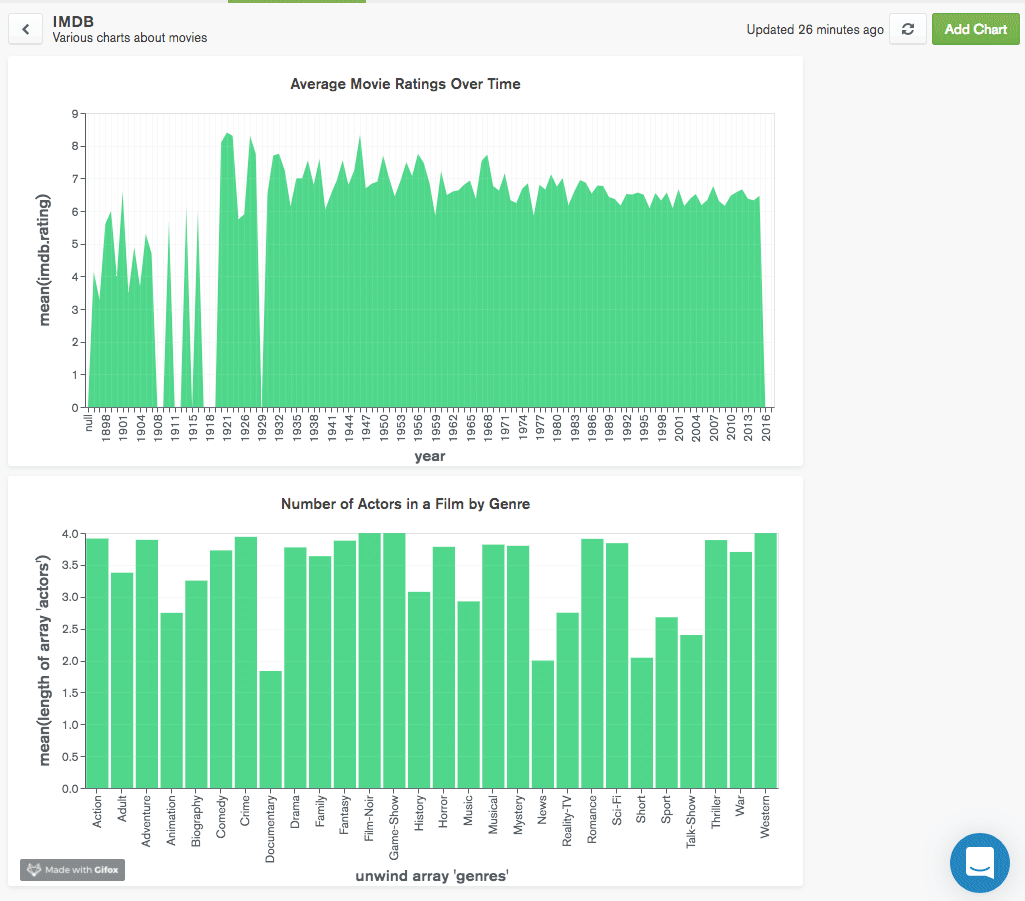 IMDB
Various charts about movies
Updated 26 minutes ago
Add Chart
Average Movie Ratings Over Time
mean(imdb.rating)
9
8
7
6
5
4
3
2
1
0
null 1898 1901 1904 1908 1911 1915 1918 1921 1926 1929 1932 1935 1938 1941 1944 1947 1950 1953 1956 1959 1962 1965 1968 1971 1974 1977 1980 1983 1986 1989 1992 1995 1998 2001 2004 2007 2010 2013 2016
year
Number of Actors in a Film by Genre
mean(length of array 'actors')
4.0
3.5
3.0
2.5
2.0
1.5
1.0
0.5
0.0
Action Adult Adventure Animation Biography Comedy Crime Documentary Drama Family Fantasy Film-Noir Game-Show History Horror Music Musical Mystery News Reality-TV Romance Sci-Fi Short Sport Talk-Show Thriller War Western
unwind array 'genres'
Made with Gifox